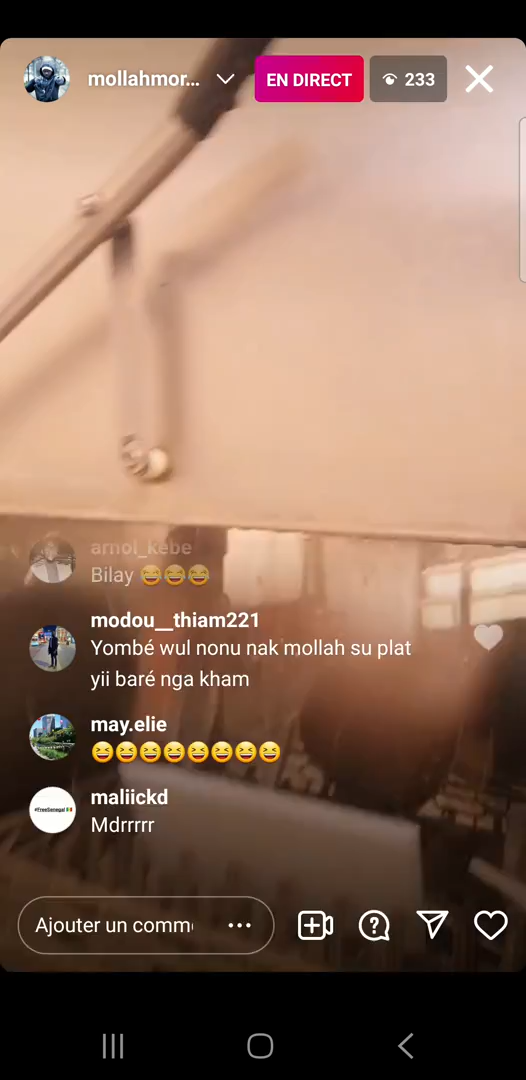 mollahmor...
EN DIRECT
233
arnol_kebe
Bilay 😆😆😆
modou__thiam221
Yombé wul nonu nak mollah su plat
yii baré nga kham
may.elie
😆😆😆😆😆😆😆😆
maliickd
#FreeSenegal 🇸🇳
Mdrrrrr
Ajouter un comm